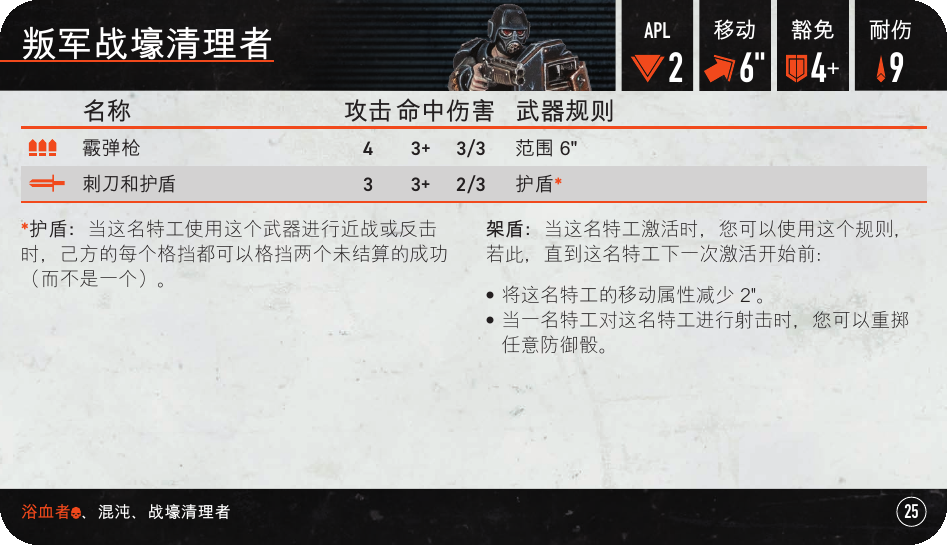 叛军战壕清理者
APL 移动 豁免 耐伤
2 6" 4+ 9
名称 攻击 命中 伤害 武器规则
霰弹枪 4 3+ 3/3 范围 6"
刺刀和护盾 3 3+ 2/3 护盾*
*护盾：当这名特工使用这个武器进行近战或反击
时，己方的每个格挡都可以格挡两个未结算的成功
（而不是一个）。
架盾：当这名特工激活时，您可以使用这个规则，
若此，直到这名特工下一次激活开始前：
• 将这名特工的移动属性减少 2"。
• 当一名特工对这名特工进行射击时，您可以重掷
任意防御骰。
浴血者、混沌、战壕清理者
25